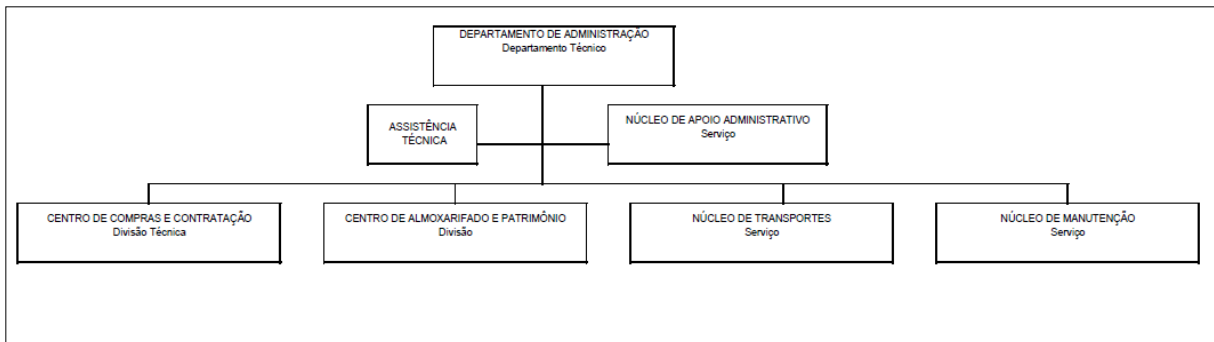 DEPARTAMENTO DE ADMINISTRAÇÃO
Departamento Técnico
ASSISTÊNCIA
TÉCNICA
NÚCLEO DE APOIO ADMINISTRATIVO
Serviço
CENTRO DE COMPRAS E CONTRATAÇÃO
Divisão Técnica
CENTRO DE ALMOXARIFADO E PATRIMÔNIO
Divisão
NÚCLEO DE TRANSPORTES
Serviço
NÚCLEO DE MANUTENÇÃO
Serviço